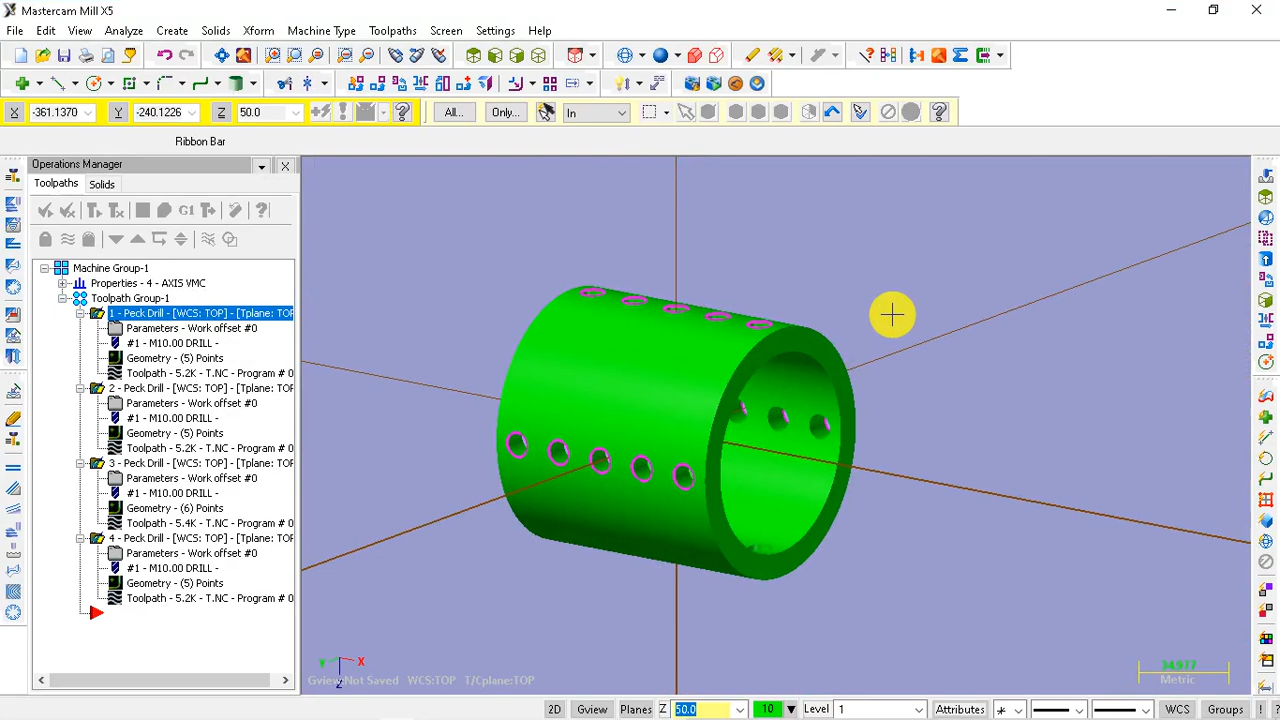 Mastercam Mill X5
File Edit View Analyze Create Solids Xform Machine Type Toolpaths Screen Settings Help
X -361.1370 Y -240.1226 Z 50.0 All... Only... In
Ribbon Bar
Operations Manager
Toolpaths Solids
G1
Machine Group-1
Properties - 4 - AXIS VMC
Toolpath Group-1
1 - Peck Drill - [WCS: TOP] - [Tplane: TOP
Parameters - Work offset #0
#1 - M10.00 DRILL -
Geometry - (5) Points
Toolpath - 5.2K - T.NC - Program # 0
2 - Peck Drill - [WCS: TOP] - [Tplane: TOP
Parameters - Work offset #0
#1 - M10.00 DRILL -
Geometry - (5) Points
Toolpath - 5.2K - T.NC - Program # 0
3 - Peck Drill - [WCS: TOP] - [Tplane: TOP
Parameters - Work offset #0
#1 - M10.00 DRILL -
Geometry - (6) Points
Toolpath - 5.4K - T.NC - Program # 0
4 - Peck Drill - [WCS: TOP] - [Tplane: TOP
Parameters - Work offset #0
#1 - M10.00 DRILL -
Geometry - (5) Points
Toolpath - 5.2K - T.NC - Program # 0
Y X
Z
Gview:Not Saved WCS:TOP T/Cplane:TOP
34.977
Metric
2D Gview Planes Z 50.0 10 Level 1 Attributes WCS Groups